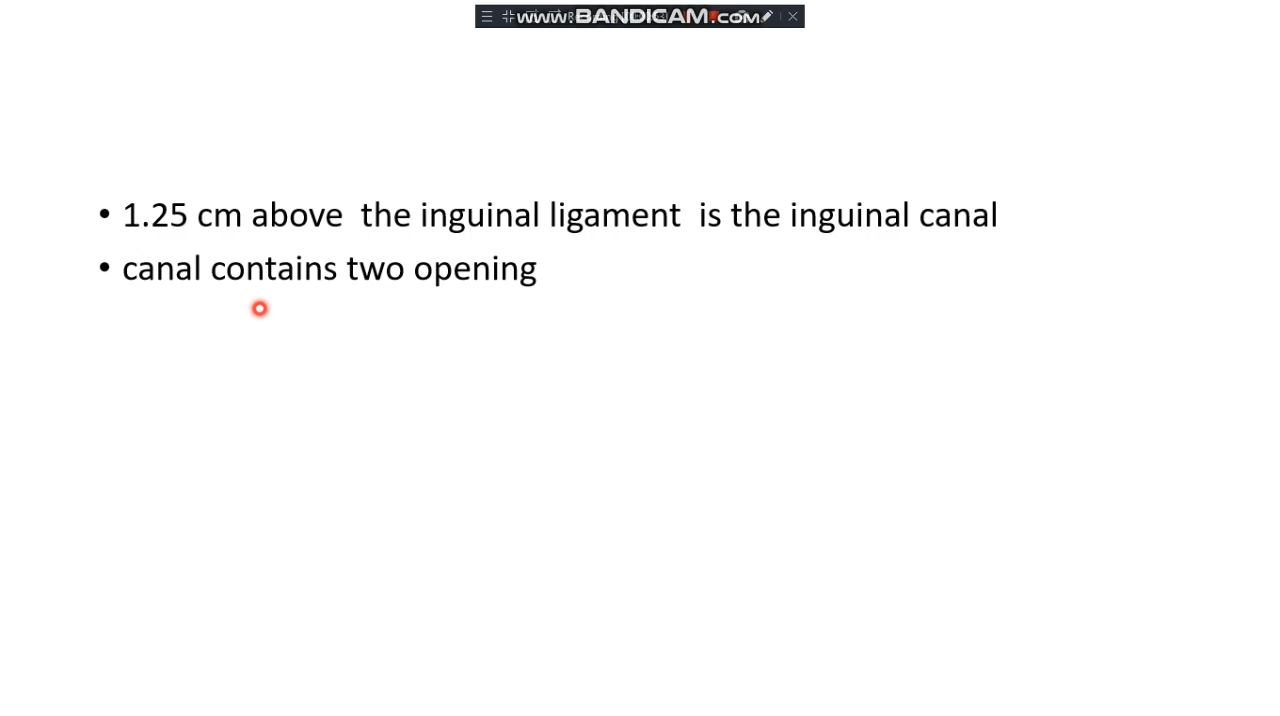 www.BANDICAM.com
• 1.25 cm above  the inguinal ligament  is the inguinal canal
• canal contains two opening